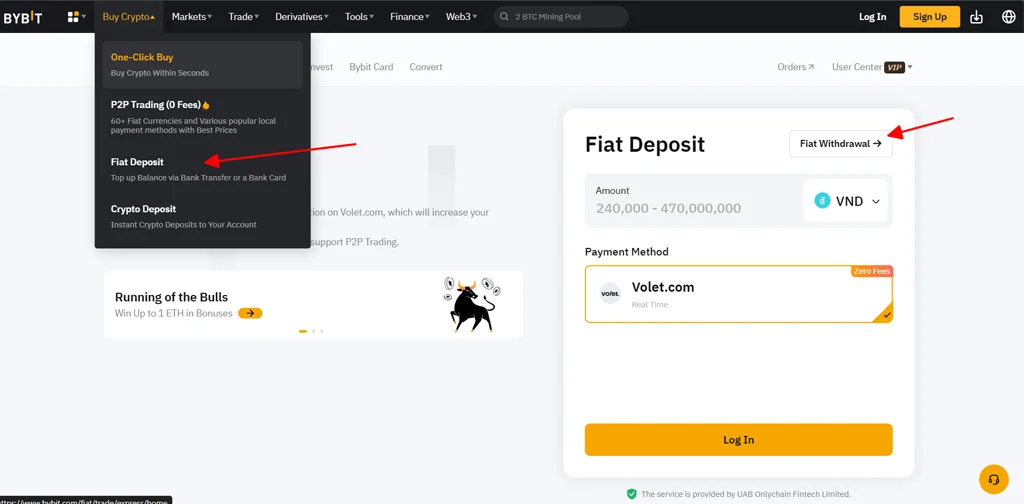 BYBIT
Buy Crypto
Markets
Trade
Derivatives
Tools
Finance
Web3
2 BTC Mining Pool
Log In
Sign Up
One-Click Buy
Buy Crypto Within Seconds
P2P Trading (0 Fees)
60+ Fiat Currencies and Various popular local
payment methods with Best Prices
Fiat Deposit
Top up Balance via Bank Transfer or a Bank Card
Crypto Deposit
Instant Crypto Deposits to Your Account
Bybit Card
Convert
Orders
User Center
VIP
on Volet.com, which will increase your
support P2P Trading.
Running of the Bulls
Win Up to 1 ETH in Bonuses
Fiat Deposit
Fiat Withdrawal →
Amount
240,000 - 470,000,000
VND
Payment Method
Zero Fees
volet.
Volet.com
Real Time
Log In
The service is provided by UAB Onlychain Fintech Limited.
https://www.bybit.com/fiat/trade/express/home